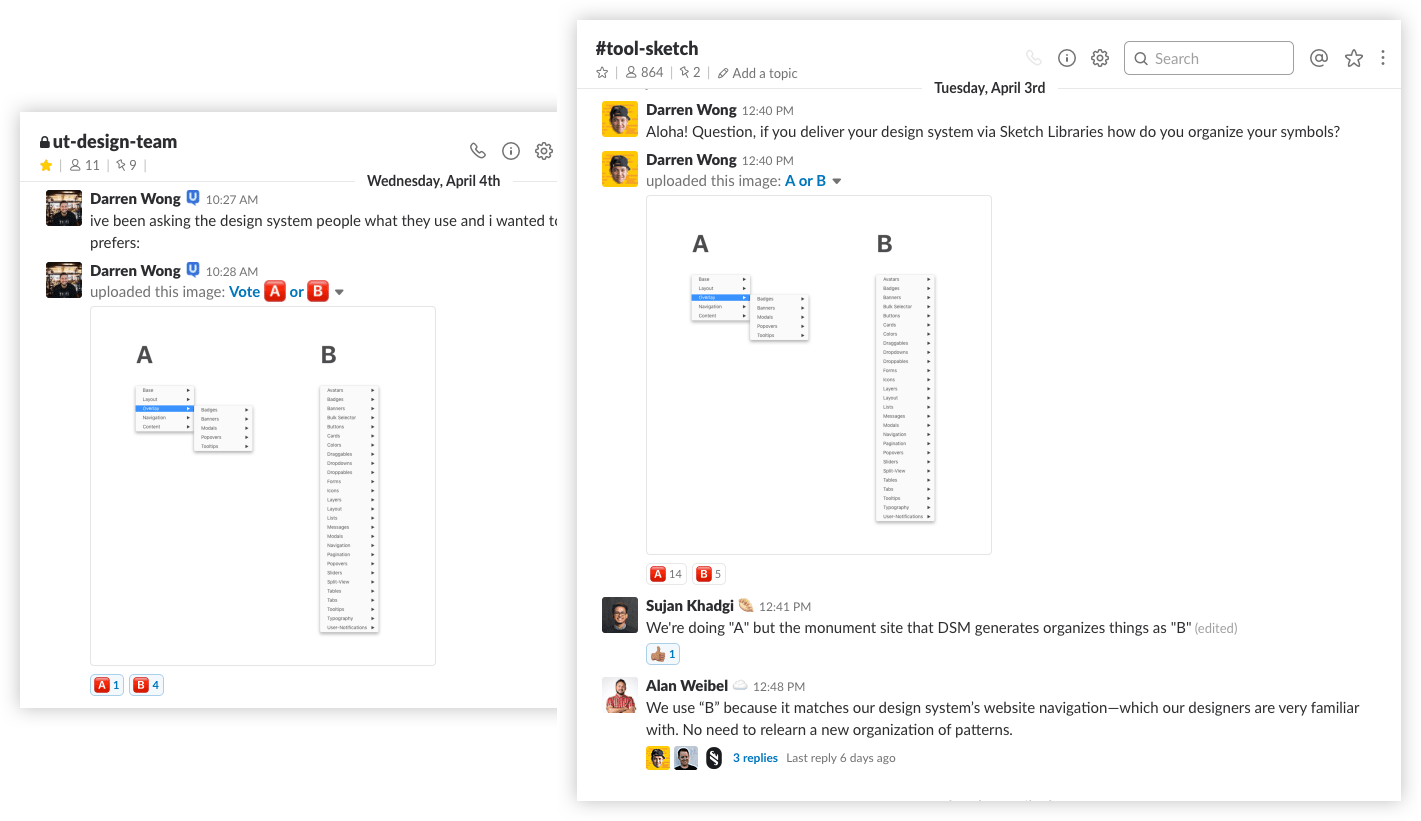 ut-design-team
11 | 9 |
Wednesday, April 4th
Darren Wong 10:27 AM
ive been asking the design system people what they use and i wanted to
prefers:
Darren Wong 10:28 AM
uploaded this image: Vote A or B
A B
Base
Layout
Overlay
Navigation
Content
Badges
Banners
Modals
Popovers
Tooltips
Avatars
Badges
Banners
Bulk Selector
Buttons
Cards
Colors
Draggables
Dropdowns
Droppables
Forms
Icons
Layers
Layout
Lists
Messages
Modals
Navigation
Pagination
Popovers
Sliders
Split-View
Tables
Tabs
Tooltips
Typography
User-Notifications
A 1 B 4
#tool-sketch
864 | 2 | Add a topic
Search
Tuesday, April 3rd
Darren Wong 12:40 PM
Aloha! Question, if you deliver your design system via Sketch Libraries how do you organize your symbols?
Darren Wong 12:40 PM
uploaded this image: A or B
A B
Base
Layout
Overlay
Navigation
Content
Badges
Banners
Modals
Popovers
Tooltips
Avatars
Badges
Banners
Bulk Selector
Buttons
Cards
Colors
Draggables
Dropdowns
Droppables
Forms
Icons
Layers
Layout
Lists
Messages
Modals
Navigation
Pagination
Popovers
Sliders
Split-View
Tables
Tabs
Tooltips
Typography
User-Notifications
A 14 B 5
Sujan Khadgi 12:41 PM
We're doing "A" but the monument site that DSM generates organizes things as "B" (edited)
1
Alan Weibel 12:48 PM
We use “B” because it matches our design system’s website navigation—which our designers are very familiar
with. No need to relearn a new organization of patterns.
3 replies Last reply 6 days ago